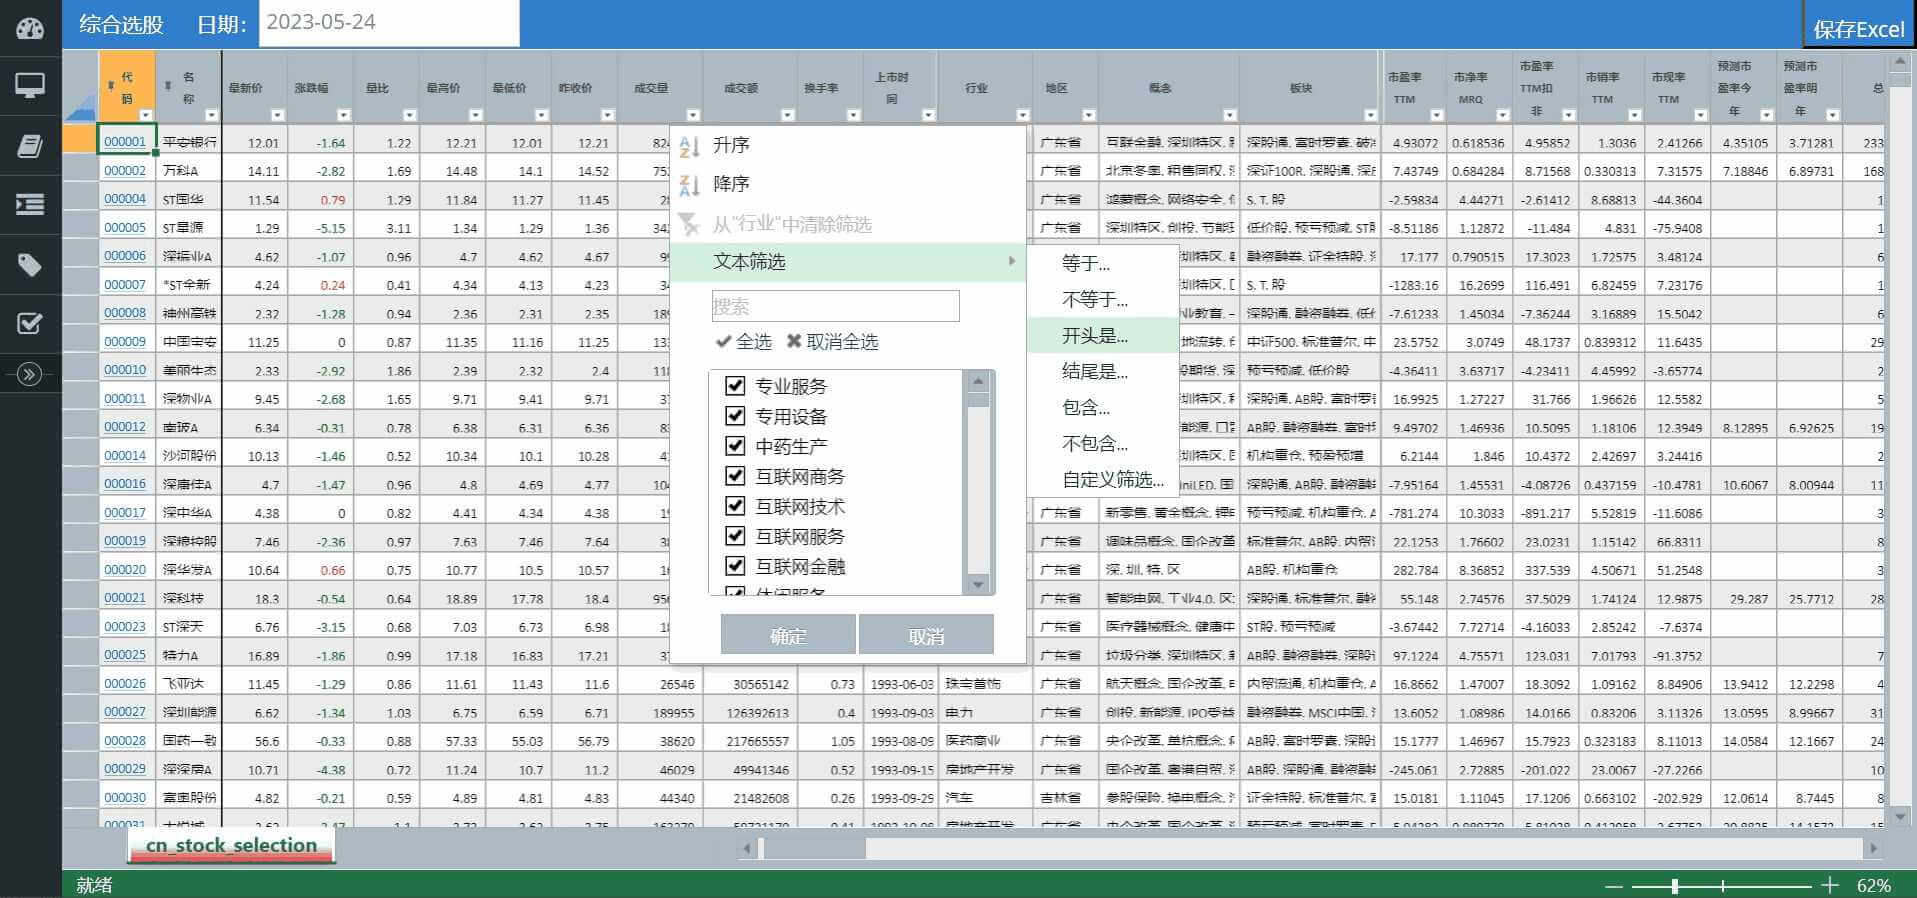 综合选股 日期: 2023-05-24 保存Excel
代码 名称 最新价 涨跌幅 量比 最高价 最低价 昨收价 成交量 成交额 换手率 上市时间 行业 地区 概念 板块 市盈率TTM 市净率MRQ 市盈率TTM扣非 市销率TTM 市现率TTM 预测市盈率今年 预测市盈率明年 总
000001 平安银行 12.01 -1.64 1.22 12.21 12.01 12.21 824 广东省 互联金融, 深圳特区, 深股通, 富时罗素, 破净 4.93072 0.618536 4.95852 1.3036 2.41266 4.35105 3.71281 233
000002 万科A 14.11 -2.82 1.69 14.48 14.1 14.52 752 广东省 北京冬奥, 租售同权, 深证100R, 深股通, 深成 7.43749 0.684284 8.71568 0.330313 7.31575 7.18846 6.89731 168
000004 ST国华 11.54 0.79 1.29 11.84 11.27 11.45 广东省 鸿蒙概念, 网络安全, S, T, 股 -2.59834 4.44271 -2.61412 8.68813 -44.3604 1
000005 ST星源 1.29 -5.15 3.11 1.34 1.29 1.36 342 广东省 深圳特区, 创投, 节能环 低价股, 预亏预减, ST股 -8.51186 1.12872 -11.484 4.831 -75.9408 1
000006 深振业A 4.62 -1.07 0.96 4.7 4.62 4.67 圳特区, 融资融券, 证金持股, 17.177 0.790515 17.3023 1.72575 3.48124 6
000007 *ST全新 4.24 0.24 0.41 4.34 4.13 4.23 圳特区, S, T, 股 -1283.16 16.2699 116.491 6.82459 7.23176 1
000008 神州高铁 2.32 -1.28 0.94 2.36 2.31 2.35 189 业教育, 深股通, 融资融券, 低价 -7.61233 1.45034 -7.36244 3.16889 15.5042 6
000009 中国宝安 11.25 0 0.87 11.35 11.16 11.25 地流转, 中证500, 标准普尔, 中 23.5752 3.0749 48.1737 0.839312 11.6435 29
000010 美丽生态 2.33 -2.92 1.86 2.39 2.32 2.4 118 股期货, 预亏预减, 低价股 -4.36411 3.63717 -4.23411 4.45992 -3.65774 2
000011 深物业A 9.45 -2.68 1.65 9.71 9.41 9.71 圳特区, 深股通, AB股, 富时罗素 16.9925 1.27227 31.766 1.96626 12.5582 5
000012 南玻A 6.34 -0.31 0.78 6.38 6.31 6.36 能源, AB股, 融资融券, 富时 9.49702 1.46936 10.5095 1.18106 12.3949 8.12895 6.92625 19
000014 沙河股份 10.13 -1.46 0.52 10.34 10.1 10.28 圳特区, 机构重仓, 预盈预增 6.2144 1.846 10.4372 2.42697 3.24416 2
000016 深康佳A 4.7 -1.47 0.96 4.8 4.69 4.77 104 iniLED, 国 深股通, AB股, 融资融 -7.95164 1.45531 -4.08726 0.437159 -10.4781 10.6067 8.00944 11
000017 深中华A 4.38 0 0.82 4.41 4.34 4.38 广东省 新零售, 黄金概念, 锂电 预亏预减, 机构重仓, A -781.274 10.3033 -891.217 5.52819 -11.6086 3
000019 深粮控股 7.46 -2.36 0.97 7.63 7.46 7.64 广东省 调味品概念, 国企改革 标准普尔, AB股, 内贸 22.1253 1.76602 23.0231 1.15142 66.8311 8
000020 深华发A 10.64 0.66 0.75 10.77 10.5 10.57 广东省 深, 圳, 特, 区 AB股, 机构重仓 282.784 8.36852 337.539 4.50671 51.2548 3
000021 深科技 18.3 -0.54 0.64 18.89 17.78 18.4 956 广东省 智能电网, 工业4.0, 区 深股通, 标准普尔, 融 55.148 2.74576 37.5029 1.74124 12.9875 29.287 25.7712 28
000023 ST深天 6.76 -3.15 0.68 7.03 6.73 6.98 广东省 医疗器械概念, 健康中 ST股, 预亏预减 -3.67442 7.72714 -4.16033 2.85242 -7.6374
000025 特力A 16.89 -1.86 0.99 17.18 16.83 17.21 广东省 垃圾分类, 深圳特区, AB股, 融资融券, 深股 97.1224 4.75571 123.031 7.01793 -91.3752 7
000026 飞亚达 11.45 -1.29 0.86 11.61 11.43 11.6 26546 30565142 0.73 1993-06-03 珠宝首饰 广东省 航天概念, 国企改革, 内贸流通, 机构重仓, A 16.8662 1.47007 18.3092 1.09162 8.84906 13.9412 12.2298 4
000027 深圳能源 6.62 -1.34 1.03 6.75 6.59 6.71 189955 126392613 0.4 1993-09-03 电力 广东省 创投, 新能源, IPO受益 融资融券, MSCI中国, 13.6052 1.08986 14.0166 0.83206 3.11326 13.0595 8.99667 31
000028 国药一致 56.6 -0.33 0.88 57.33 55.03 56.79 38620 217665557 1.05 1993-08-09 医药商业 广东省 央企改革, 单抗概念, AB股, 富时罗素, 深股 15.1777 1.46967 15.7923 0.323183 8.11013 14.0584 12.1667 24
000029 深深房A 10.71 -4.38 0.72 11.24 10.7 11.2 46029 49941346 0.52 1993-09-15 房地产开发 广东省 国企改革, 粤港自贸, AB股, 深股通, 融资融 -245.061 2.72885 -201.022 23.0067 -27.2266 10
000030 富奥股份 4.82 -0.21 0.59 4.89 4.81 4.83 44340 21482608 0.26 1993-09-29 汽车 吉林省 参股保险, 换电概念, 证金持股, 标准普尔, 15.0181 1.11045 17.1206 0.663102 -202.929 12.0614 8.7445 8
000031 大悦城
升序
降序
从"行业"中清除筛选
文本筛选
搜索
全选 取消全选
专业服务
专用设备
中药生产
互联网商务
互联网技术
互联网服务
互联网金融
休闲服务
确定 取消
等于...
不等于...
开头是...
结尾是...
包含...
不包含...
自定义筛选...
cn_stock_selection
就绪 62%